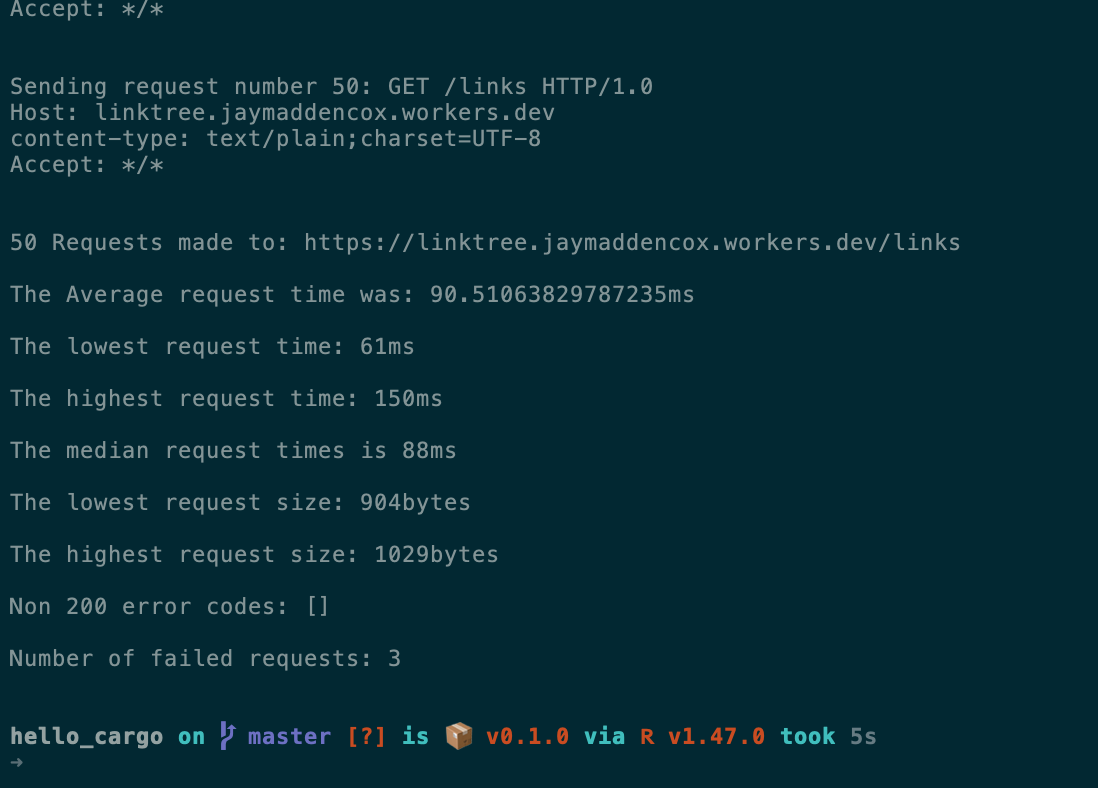 Accept: */*
Sending request number 50: GET /links HTTP/1.0
Host: linktree.jaymaddencox.workers.dev
content-type: text/plain;charset=UTF-8
Accept: */*
50 Requests made to: https://linktree.jaymaddencox.workers.dev/links
The Average request time was: 90.51063829787235ms
The lowest request time: 61ms
The highest request time: 150ms
The median request times is 88ms
The lowest request size: 904bytes
The highest request size: 1029bytes
Non 200 error codes: []
Number of failed requests: 3
hello_cargo on master [?] is 📦 v0.1.0 via R v1.47.0 took 5s
→